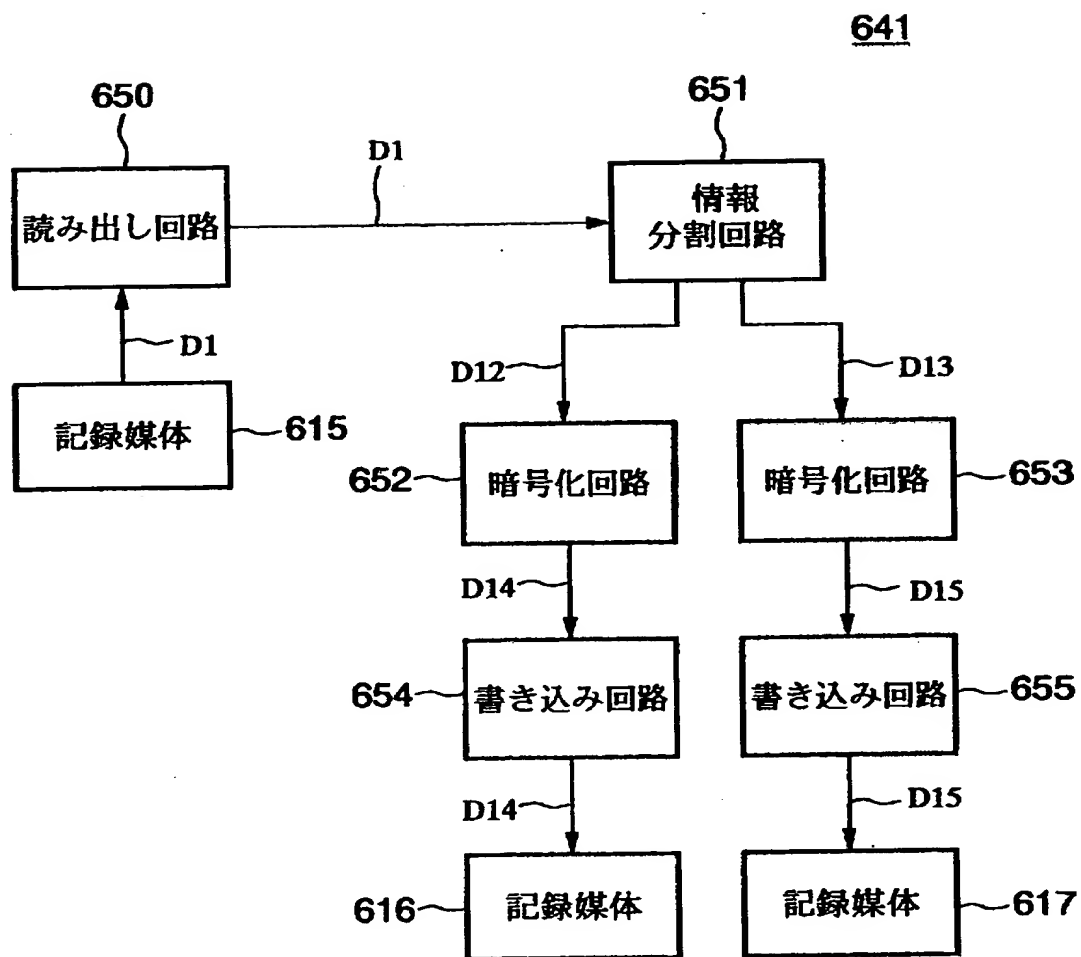 641
650
651
D1
読み出し回路
情報
分割回路
D1
D12
D13
記録媒体
615
652
暗号化回路
暗号化回路
653
D14
D15
654
書き込み回路
書き込み回路
655
D14
D15
616
記録媒体
記録媒体
617